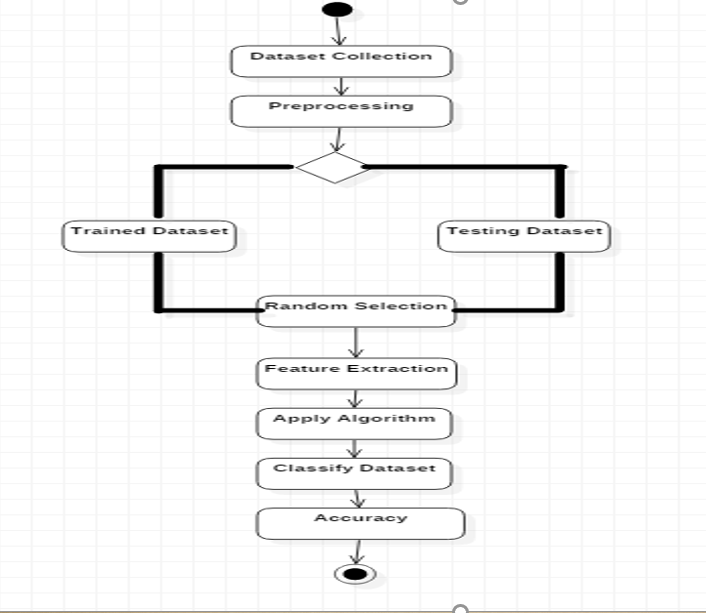 Dataset Collection
Preprocessing
Trained Dataset
Testing Dataset
Random Selection
Feature Extraction
Apply Algorithm
Classify Dataset
Accuracy